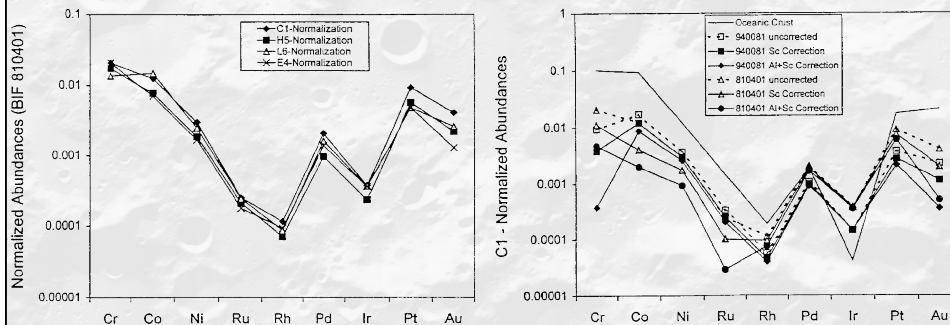 Normalized Abundances (BIF 810401)
0.1
0.01
0.001
0.0001
0.00001
C1-Normalization
H5-Normalization
L6-Normalization
E4-Normalization
Cr Co Ni Ru Rh Pd Ir Pt Au
C1 - Normalized Abundances
1
0.1
0.01
0.001
0.0001
0.00001
Oceanic Crust
940081 uncorrected
940081 Sc Correction
940081 Al+Sc Correction
810401 uncorrected
810401 Sc Correction
810401 Al+Sc Correction
Cr Co Ni Ru Rh Pd Ir Pt Au